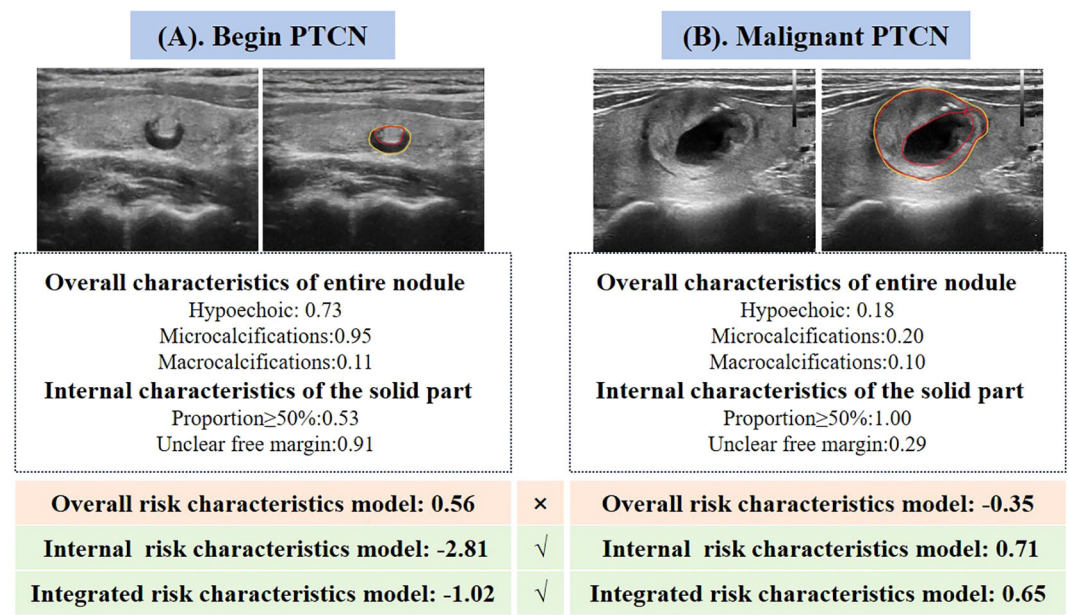 (A). Begin PTCN
(B). Malignant PTCN
Overall characteristics of entire nodule
Hypoechoic: 0.73
Microcalcifications:0.95
Macrocalcifications:0.11
Internal characteristics of the solid part
Proportion≥50%:0.53
Unclear free margin:0.91
Overall characteristics of entire nodule
Hypoechoic: 0.18
Microcalcifications:0.20
Macrocalcifications:0.10
Internal characteristics of the solid part
Proportion≥50%:1.00
Unclear free margin:0.29
Overall risk characteristics model: 0.56 × Overall risk characteristics model: -0.35
Internal risk characteristics model: -2.81 √ Internal risk characteristics model: 0.71
Integrated risk characteristics model: -1.02 √ Integrated risk characteristics model: 0.65